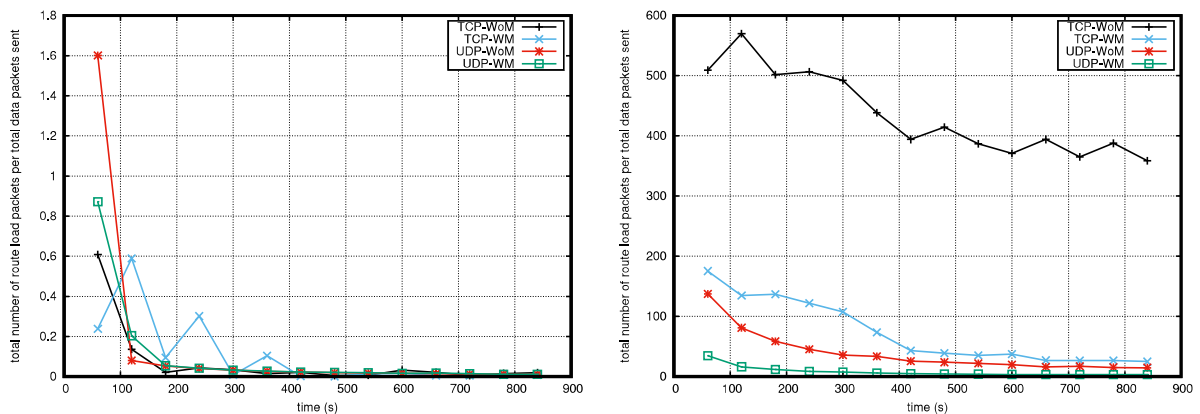 total number of route load packets per total data packets sent
1.8
1.6
1.4
1.2
1
0.8
0.6
0.4
0.2
0
0 100 200 300 400 500 600 700 800 900
time (s)
TCP-WoM
TCP-WM
UDP-WoM
UDP-WM
total number of route load packets per total data packets sent
600
500
400
300
200
100
0
0 100 200 300 400 500 600 700 800 900
time (s)
TCP-WoM
TCP-WM
UDP-WoM
UDP-WM